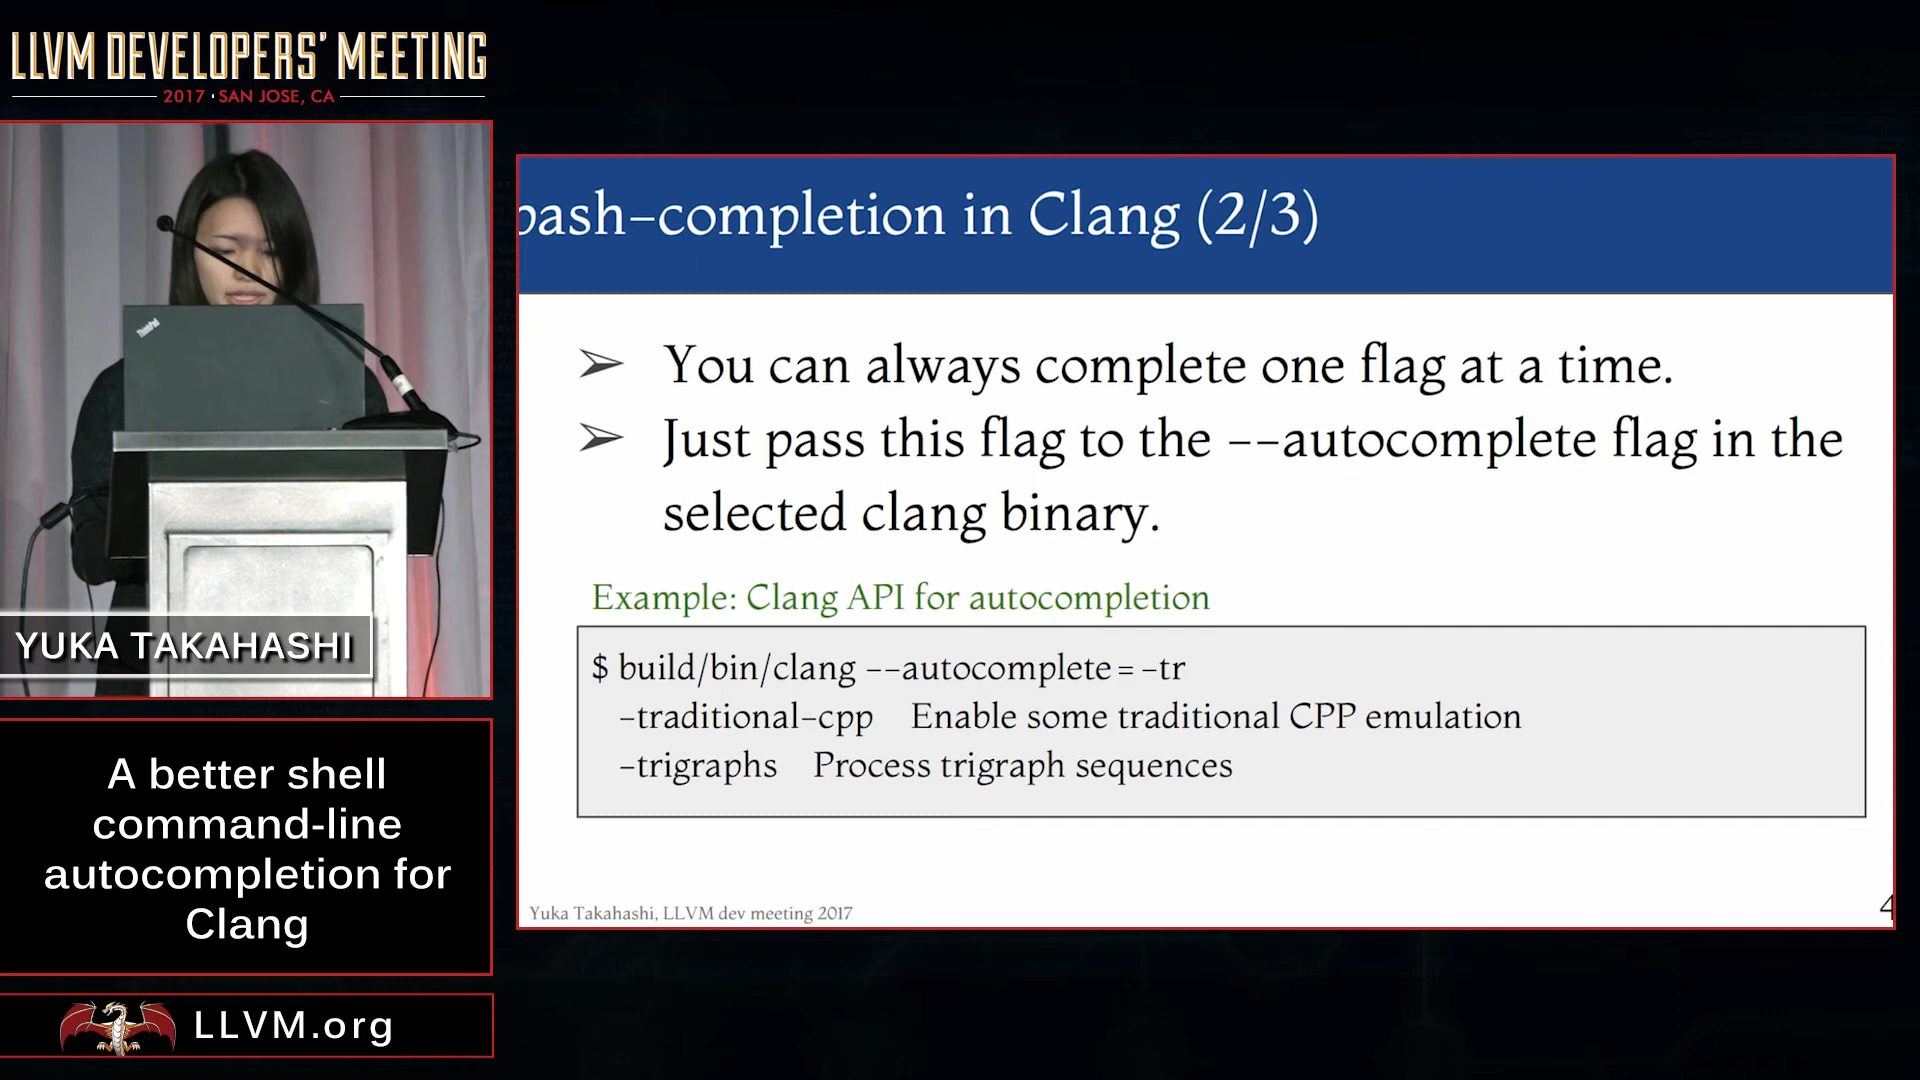 LLVM DEVELOPERS' MEETING
2017 · SAN JOSE, CA
ThinkPad
YUKA TAKAHASHI
A better shell
command-line
autocompletion for
Clang
LLVM.org
bash-completion in Clang (2/3)
➢ You can always complete one flag at a time.
➢ Just pass this flag to the --autocomplete flag in the
selected clang binary.
Example: Clang API for autocompletion
$ build/bin/clang --autocomplete=-tr
-traditional-cpp Enable some traditional CPP emulation
-trigraphs Process trigraph sequences
Yuka Takahashi, LLVM dev meeting 2017
4